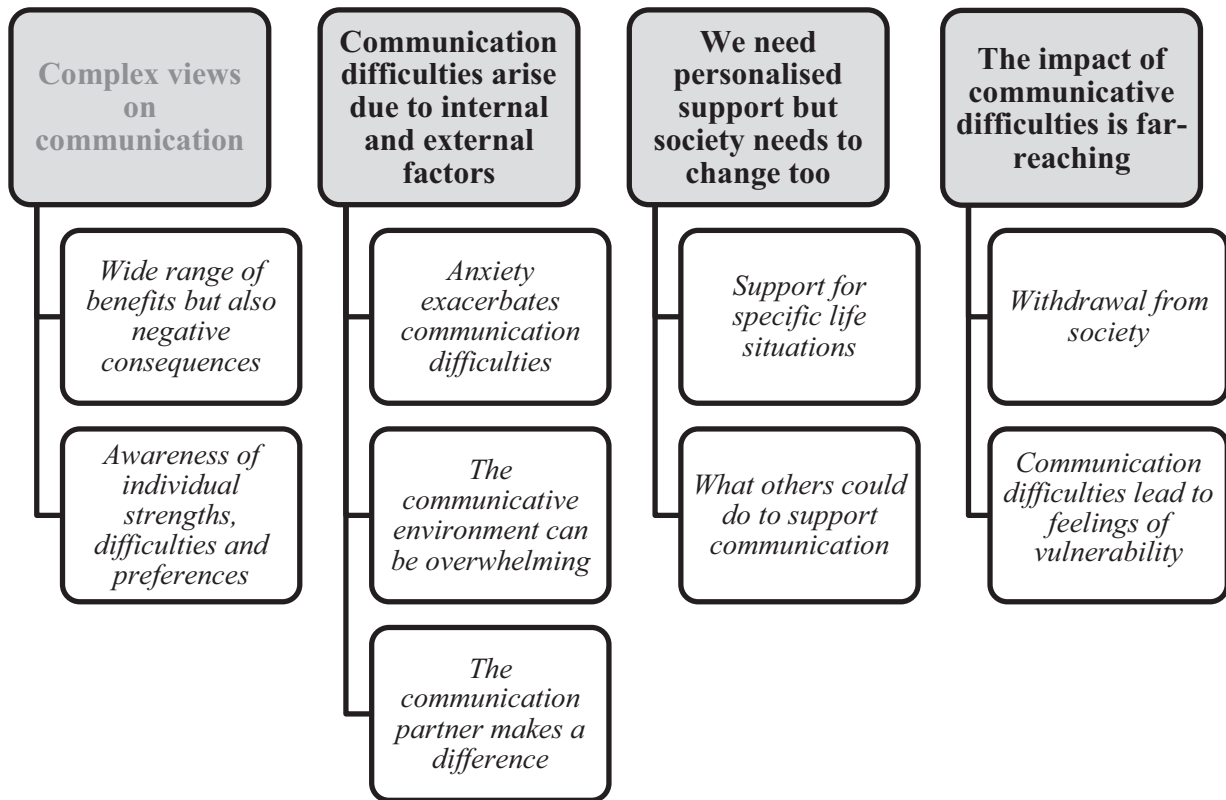 Complex views
on
communication
Wide range of
benefits but also
negative
consequences
Awareness of
individual
strengths,
difficulties and
preferences
Communication
difficulties arise
due to internal
and external
factors
Anxiety
exacerbates
communication
difficulties
The
communicative
environment can
be overwhelming
The
communication
partner makes a
difference
We need
personalised
support but
society needs to
change too
Support for
specific life
situations
What others could
do to support
communication
The impact of
communicative
difficulties is far-
reaching
Withdrawal from
society
Communication
difficulties lead to
feelings of
vulnerability